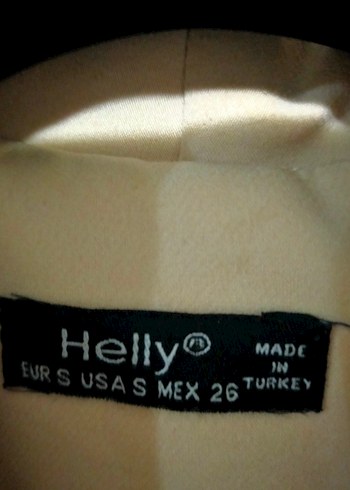 Helly®
EUR S USA S MEX 26
MADE
IN
TURKEY